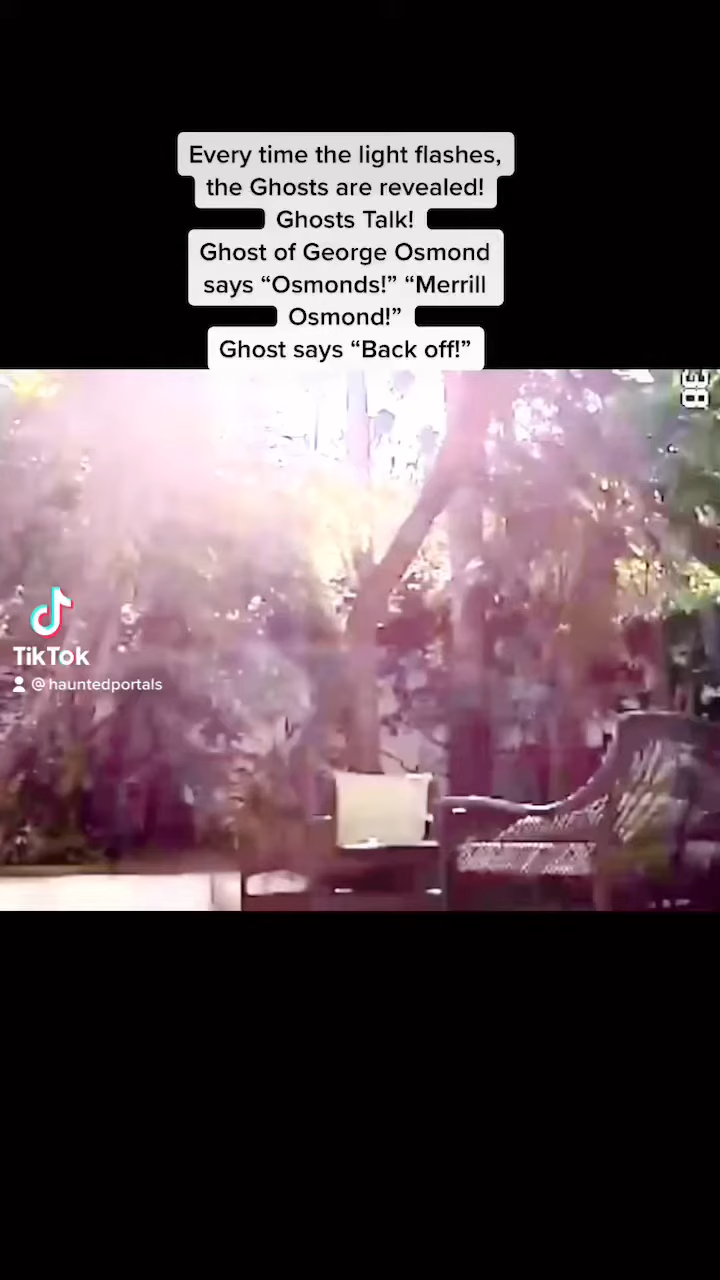 Every time the light flashes,
the Ghosts are revealed!
Ghosts Talk!
Ghost of George Osmond
says “Osmonds!” “Merrill
Osmond!”
Ghost says “Back off!”
38
TikTok
@hauntedportals